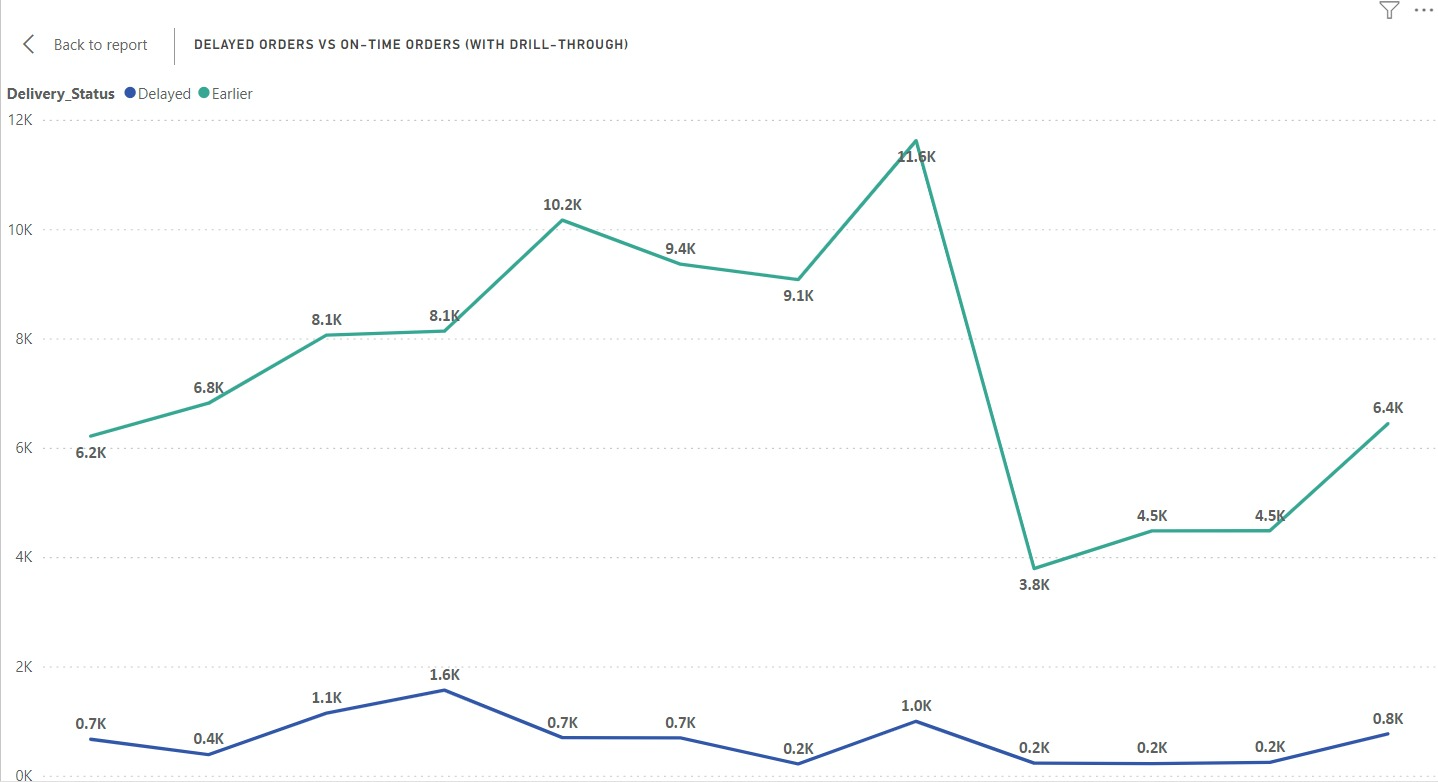 Back to report
DELAYED ORDERS VS ON-TIME ORDERS (WITH DRILL-THROUGH)
Delivery_Status Delayed Earlier
12K
11.6K
10.2K
10K
9.4K
9.1K
8.1K 8.1K
8K
6.8K
6.4K
6K
6.2K
4.5K 4.5K
4K
3.8K
2K
1.6K
1.1K
1.0K
0.7K 0.4K 0.7K 0.7K 0.2K 0.2K 0.2K 0.2K 0.8K
0K